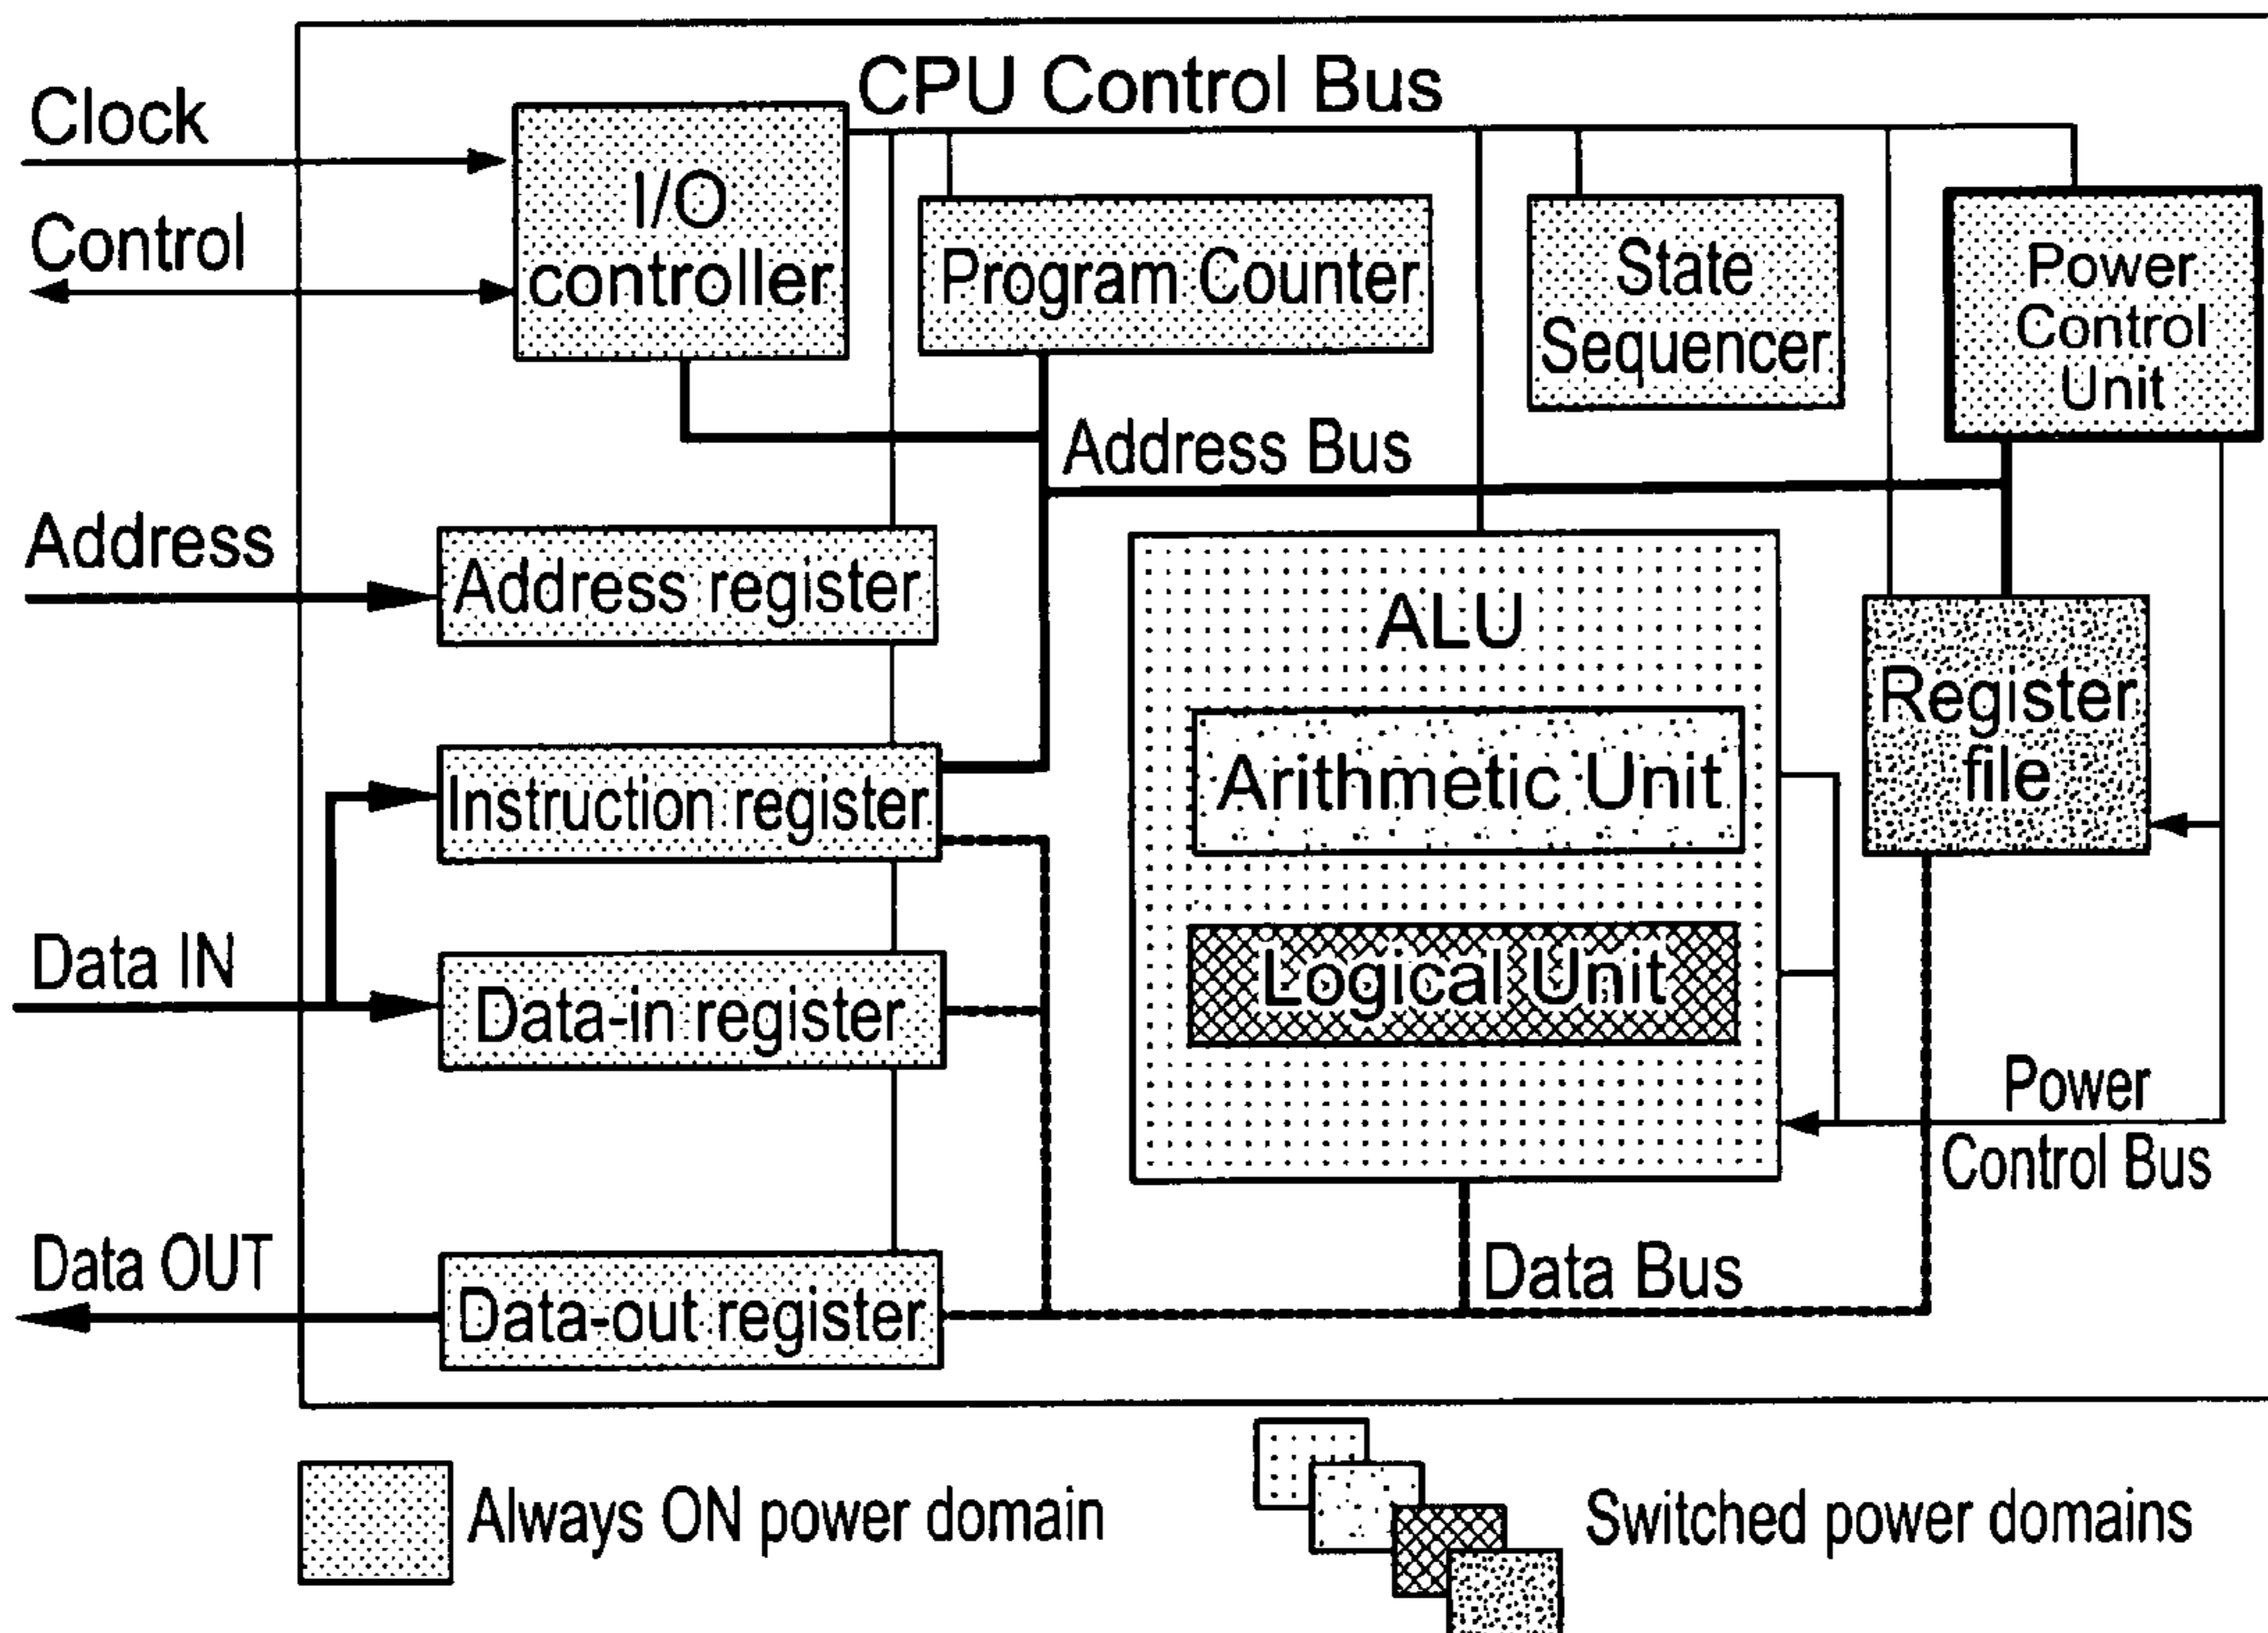 CPU Control Bus
Clock
Control
I/O
controller
Program Counter
State
Sequencer
Power
Control
Unit
Address Bus
Address
Address register
ALU
Register
file
Arithmetic Unit
Instruction register
Data IN
Data-in register
Logical Unit
Power
Control Bus
Data OUT
Data-out register
Data Bus
Always ON power domain
Switched power domains